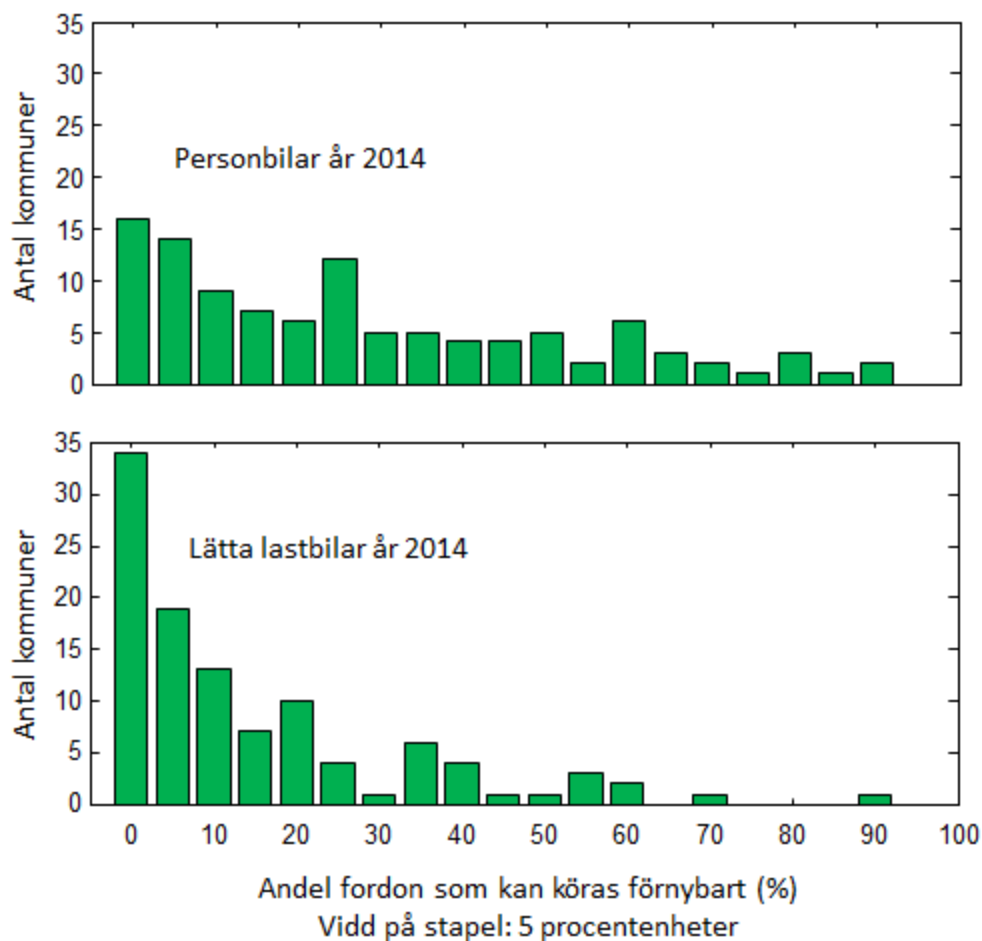 35
30
25
20
15
10
5
0
Antal kommuner
Personbilar år 2014
35
30
25
20
15
10
5
0
Antal kommuner
Lätta lastbilar år 2014
0 10 20 30 40 50 60 70 80 90 100
Andel fordon som kan köras förnybart (%)
Vidd på stapel: 5 procentenheter